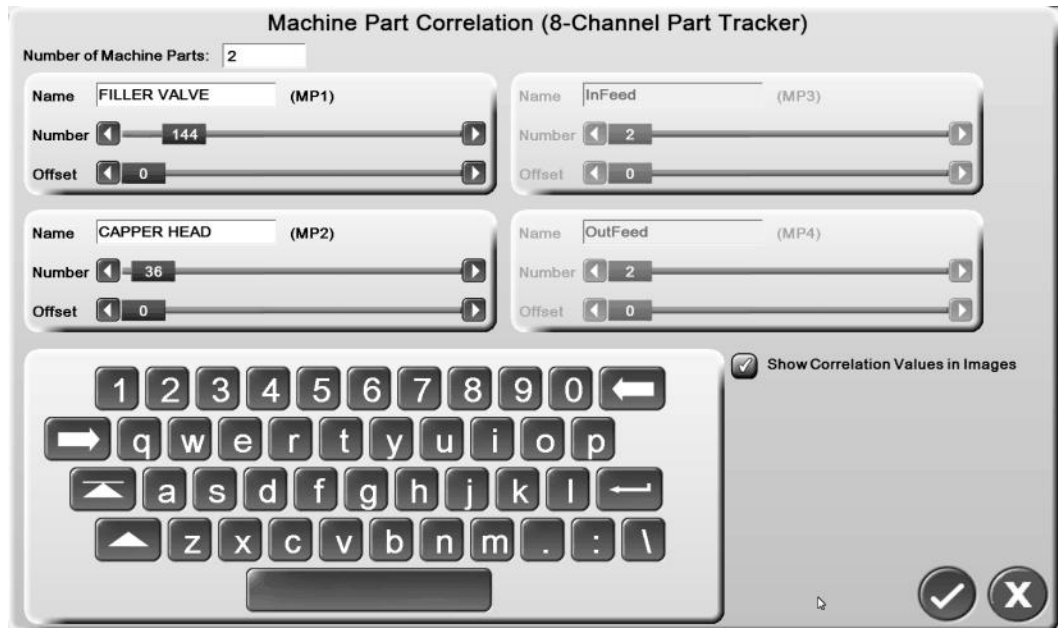 Machine Part Correlation (8-Channel Part Tracker)
Number of Machine Parts: 2
Name FILLER VALVE (MP1)
Number 144
Offset 0
Name InFeed (MP3)
Number 2
Offset 0
Name CAPPER HEAD (MP2)
Number 36
Offset 0
Name OutFeed (MP4)
Number 2
Offset 0
Show Correlation Values in Images
1 2 3 4 5 6 7 8 9 0
q w e r t y u i o p
a s d f g h j k l
z x c v b n m . : \
X